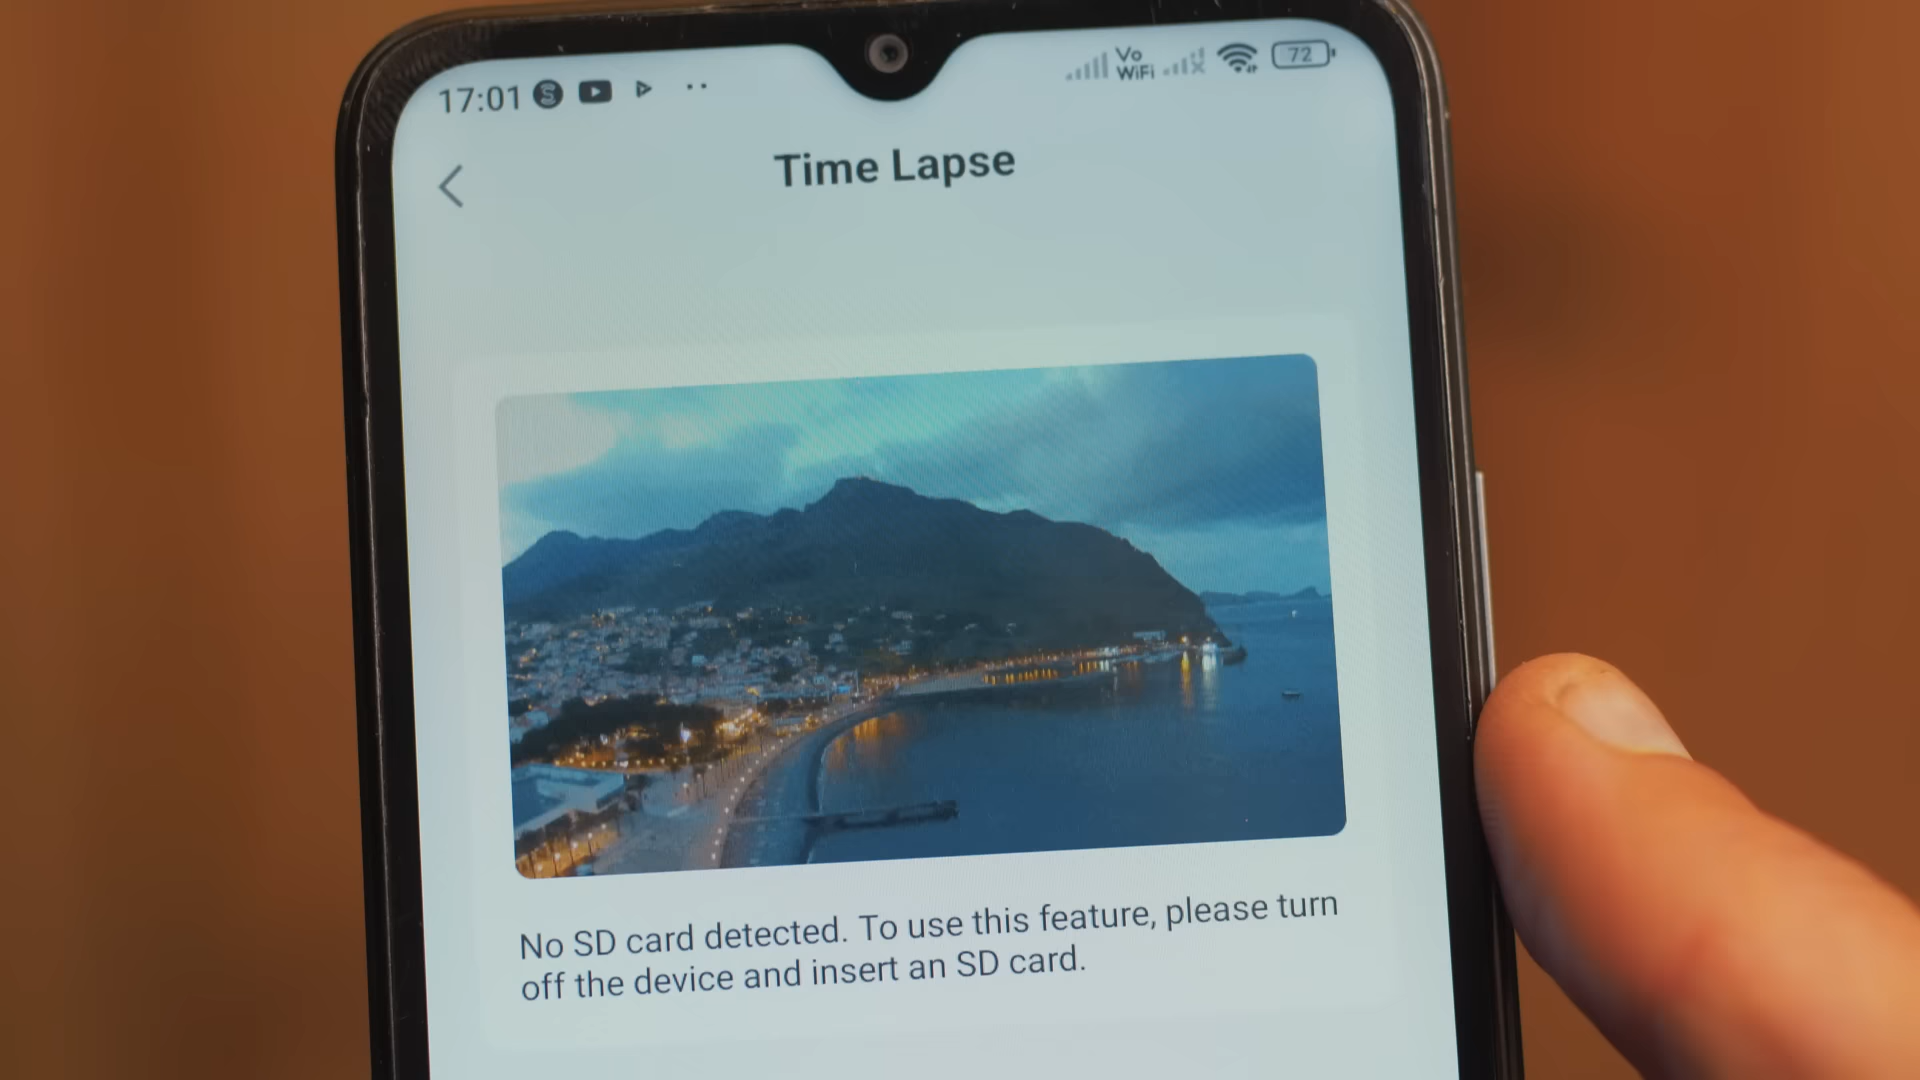 17:01
Vo
WiFi
72
Time Lapse
No SD card detected. To use this feature, please turn
off the device and insert an SD card.